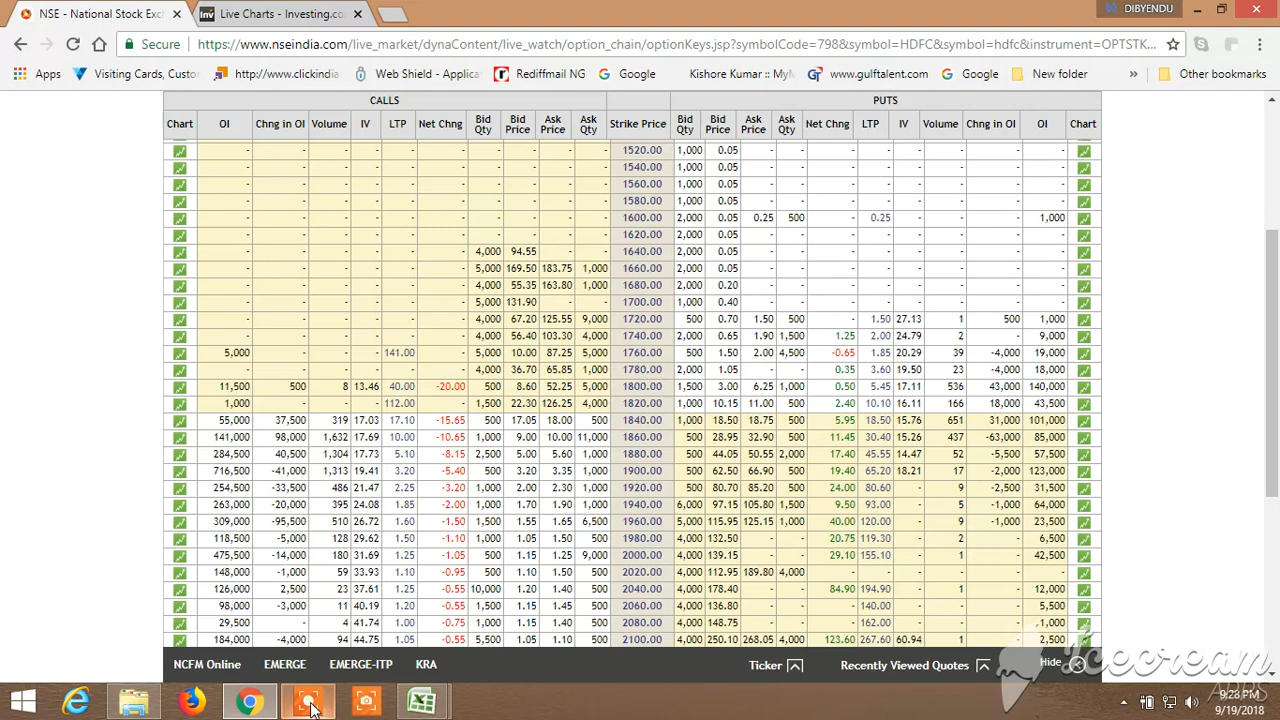 NSE - National Stock Exc
Live Charts - Investing.co
DIBYENDU
Secure https://www.nseindia.com/live_market/dynaContent/live_watch/option_chain/optionKeys.jsp?symbolCode=798&symbol=HDFC&symbol=hdfc&instrument=OPTSTK...
Apps Visiting Cards, Custor http://www.clickindia Web Shield - Applica Rediffmail NG Google Kishore Kumar :: My www.gulftalent.com Google New folder » Other bookmarks
CALLS PUTS
Chart OI Chng in OI Volume IV LTP Net Chng Bid Qty Bid Price Ask Price Ask Qty Strike Price Bid Qty Bid Price Ask Price Ask Qty Net Chng LTP IV Volume Chng in OI OI Chart
- - - - - - - - - - 1520.00 1,000 0.05 - - - - - - - -
- - - - - - - - - - 1540.00 1,000 0.05 - - - - - - - -
- - - - - - - - - - 1560.00 1,000 0.05 - - - - - - - -
- - - - - - - - - - 1580.00 1,000 0.05 - - - - - - - -
- - - - - - - - - - 1600.00 2,000 0.05 0.25 500 - 0.25 - - - 1,000
- - - - - - - - - - 1620.00 2,000 0.05 - - - - - - - -
- - - - - - 4,000 94.55 - - 1640.00 2,000 0.05 - - - - - - - -
- - - - - - 5,000 169.50 183.75 1,000 1660.00 2,000 0.05 - - - - - - - -
- - - - - - 4,000 55.35 163.80 1,000 1680.00 2,000 0.20 - - - - - - - -
- - - - - - 5,000 131.90 - - 1700.00 1,000 0.40 - - - - - - - -
- - - - - - 4,000 67.20 125.55 9,000 1720.00 500 0.70 1.50 500 - 1.50 27.13 1 500 1,000
- - - - - - 4,000 56.40 103.30 4,000 1740.00 2,000 0.65 1.90 1,500 1.25 2.00 24.79 2 - 9,000
5,000 - - - 141.00 - 5,000 10.00 87.25 5,000 1760.00 500 1.50 2.00 4,500 -0.65 1.85 20.29 39 -4,000 19,000
- - - - - - 4,000 36.70 65.85 1,000 1780.00 2,000 1.05 - - 0.35 3.60 19.50 23 -4,000 18,000
11,500 500 8 13.46 40.00 -20.00 500 8.60 52.25 5,000 1800.00 1,500 3.00 6.25 1,000 0.50 5.45 17.11 536 43,000 140,000
1,000 - - - 112.00 - 1,500 22.30 126.25 4,000 1820.00 1,000 10.15 11.00 500 2.40 10.10 16.11 166 18,000 43,500
55,000 37,500 319 17.03 17.10 -15.65 500 17.05 18.00 500 1840.00 1,000 18.50 18.75 500 5.95 18.50 15.76 651 31,000 101,000
141,000 98,000 1,632 17.69 10.00 -10.65 1,000 9.00 10.00 11,000 1860.00 500 28.95 32.90 500 11.45 30.40 15.26 437 -63,000 85,000
284,500 40,500 1,304 17.73 5.10 -8.15 2,500 5.00 5.60 1,000 1880.00 500 44.05 50.55 2,000 17.40 45.55 14.47 52 -5,500 57,500
716,500 -41,000 1,313 19.41 3.20 -5.40 500 3.20 3.35 1,000 1900.00 500 62.50 66.90 500 19.40 65.20 18.21 17 -2,000 123,000
254,500 -33,500 486 21.47 2.25 -3.20 1,000 2.00 2.30 1,000 1920.00 500 80.70 85.20 500 24.00 80.60 - 9 -2,500 31,500
263,000 -20,000 395 24.08 1.85 -2.00 1,000 1.70 1.90 1,000 1940.00 6,000 97.15 105.80 1,500 9.50 93.00 - 5 -1,000 64,000
309,000 -95,500 510 26.72 1.60 -1.50 1,500 1.55 1.65 6,500 1960.00 5,000 115.95 125.15 1,000 40.00 120.00 - 9 -1,000 23,500
118,500 -5,000 128 29.62 1.50 -1.10 1,000 1.05 1.50 500 1980.00 4,000 132.50 - - 20.75 119.30 - 2 - 6,500
475,500 -14,000 180 31.69 1.25 -1.05 500 1.15 1.25 9,000 2000.00 4,000 139.15 - - 29.10 155.10 - 1 - 42,500
148,000 -1,000 59 33.93 1.10 -0.95 500 1.10 1.50 500 2020.00 4,000 112.95 189.80 4,000 - - - - - -
126,000 2,500 23 37.61 1.25 -0.55 10,000 1.20 1.40 500 2040.00 4,000 178.40 - - 84.90 194.90 - 1 - 12,000
98,000 -3,000 11 40.19 1.20 -0.55 1,500 1.15 1.45 500 2060.00 4,000 136.80 - - - 140.00 - - - 5,500
29,500 - 4 41.74 1.00 -0.75 1,000 1.15 1.40 500 2080.00 4,000 148.75 - - - 162.00 - - - 1,000
184,000 -4,000 94 44.75 1.05 -0.55 5,500 1.05 1.10 500 2100.00 4,000 250.10 268.05 4,000 123.60 267.60 60.94 1 - 2,500
NCFM Online EMERGE EMERGE-ITP KRA Ticker Recently Viewed Quotes Hide
Icecream
APPS
9:28 PM
9/19/2018